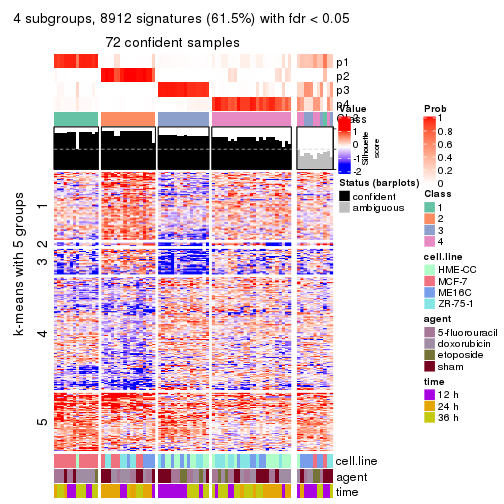 4 subgroups, 8912 signatures (61.5%) with fdr < 0.05
72 confident samples
p1
p2
p3
p4
Class
k-means with 5 groups
1
2
3
4
5
cell.line
agent
time
Value
1
0
-1
-2
Silhouette
score
Status (barplots)
confident
ambiguous
Prob
1
0.8
0.6
0.4
0.2
0
Class
1
2
3
4
cell.line
HME-CC
MCF-7
ME16C
ZR-75-1
agent
5-fluorouracil
doxorubicin
etoposide
sham
time
12 h
24 h
36 h